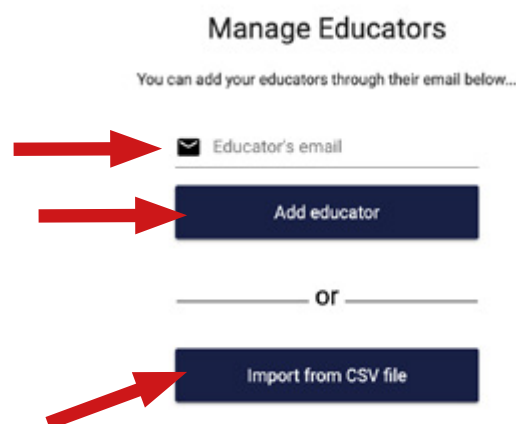 Manage Educators
You can add your educators through their email below...
Educator's email
Add educator
or
Import from CSV file